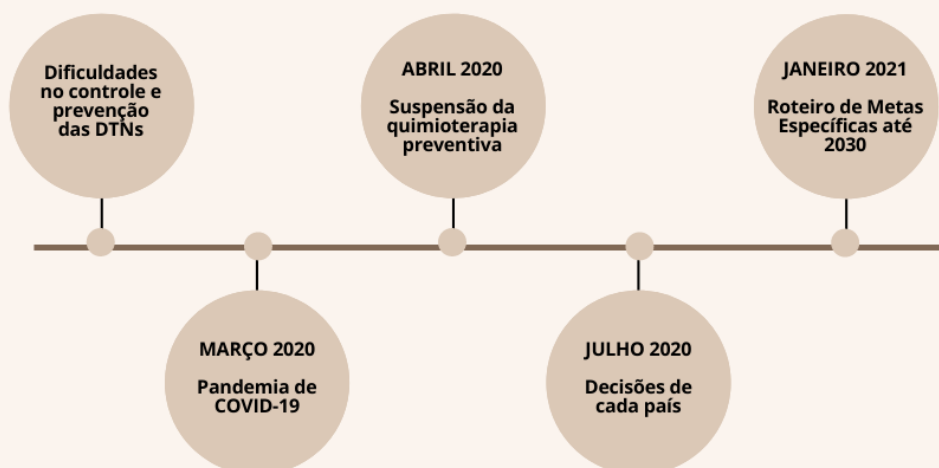 Dificuldades
no controle e
prevenção
das DTNs
MARÇO 2020
Pandemia de
COVID-19
ABRIL 2020
Suspensão da
quimioterapia
preventiva
JULHO 2020
Decisões de
cada país
JANEIRO 2021
Roteiro de Metas
Específicas até
2030